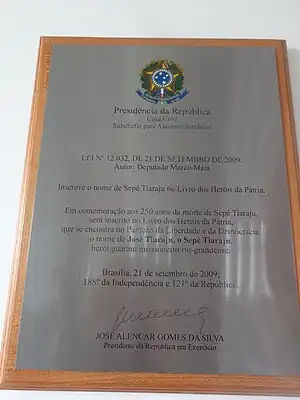 Presidência da República
Casa Civil
Subchefia para Assuntos Jurídicos
LEI Nº 12.032, DE 21 DE SETEMBRO DE 2009.
Autor: Deputado Marco Maia
Inscreve o nome de Sepé Tiaraju no Livro dos Heróis da Pátria.
Em comemoração aos 250 anos da morte de Sepé Tiaraju,
será inscrito no Livro dos Heróis da Pátria,
que se encontra no Panteão da Liberdade e da Democracia,
o nome de José Tiaraju, o Sepé Tiaraju,
herói guarani missioneiro rio-grandense.
Brasília, 21 de setembro de 2009;
188º da Independência e 121º da República.
JOSÉ ALENCAR GOMES DA SILVA
Presidente da República em Exercício